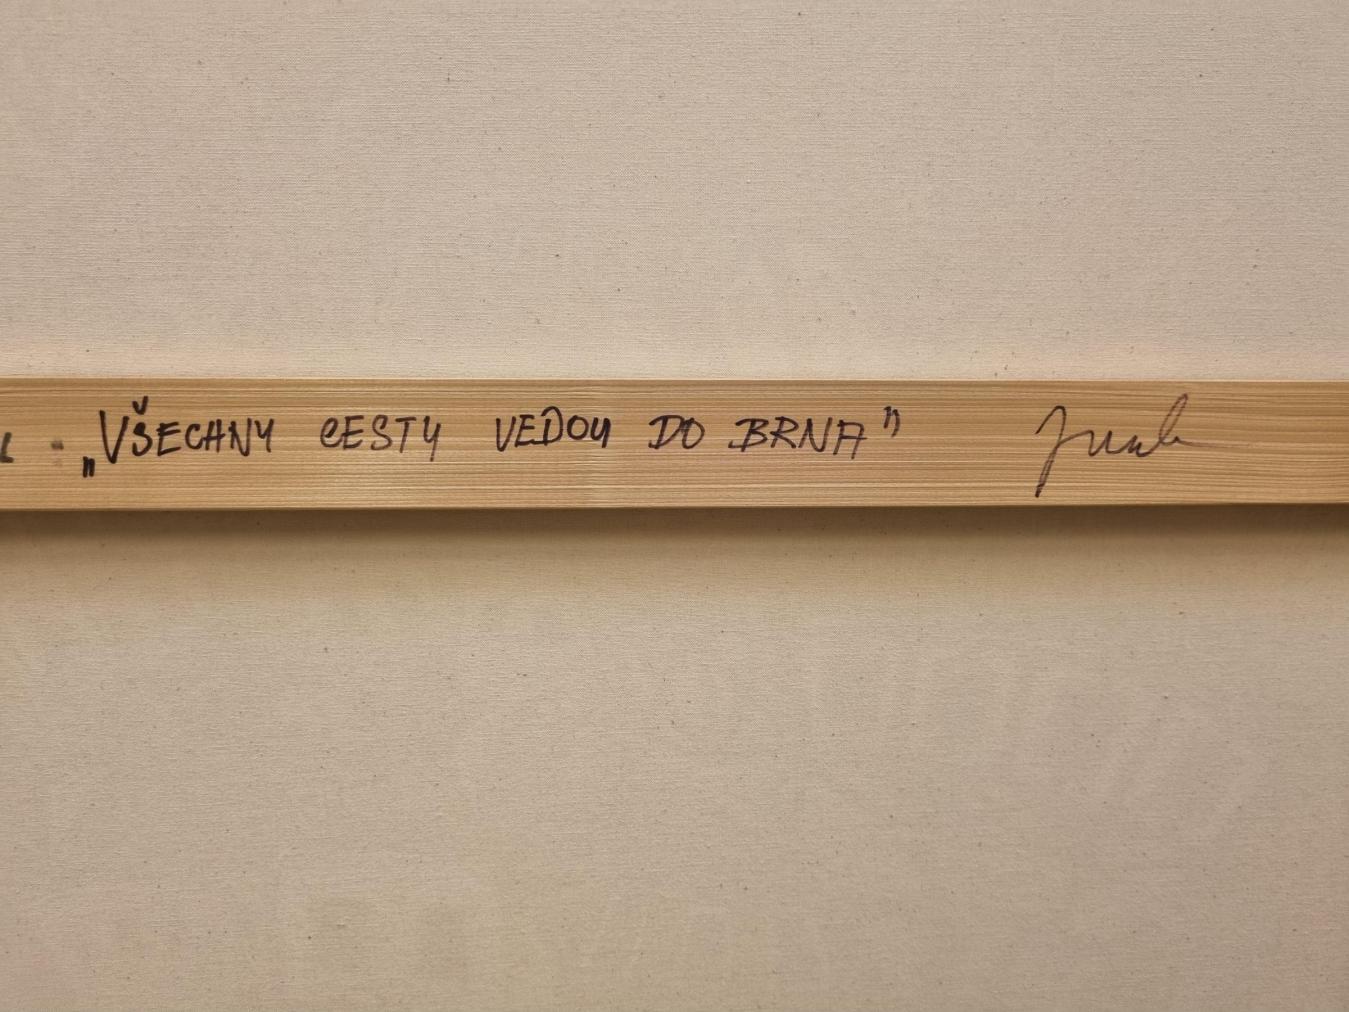 „VŠECHNY CESTY VEDOU DO BRNA"